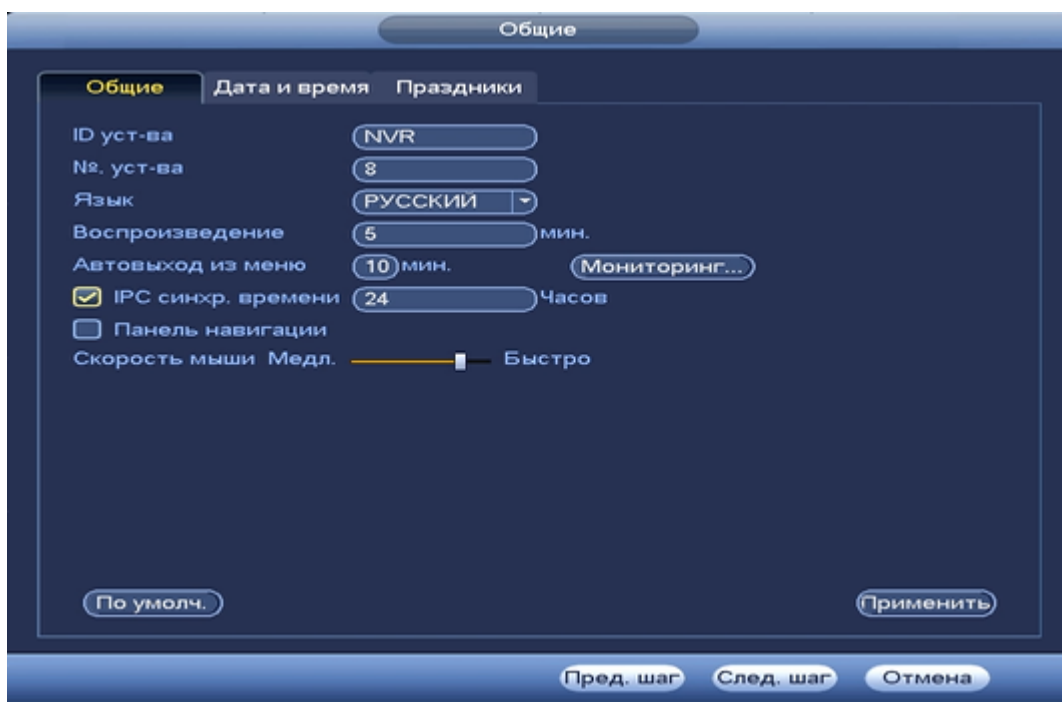 Общие
Общие Дата и время Праздники
ID уст-ва NVR
№. уст-ва 8
Язык РУССКИЙ
Воспроизведение 5 мин.
Автовыход из меню 10 мин. Мониторинг...
IPC синхр. времени 24 Часов
Панель навигации
Скорость мыши Медл. Быстро
По умолч. Применить
Пред. шаг След. шаг Отмена